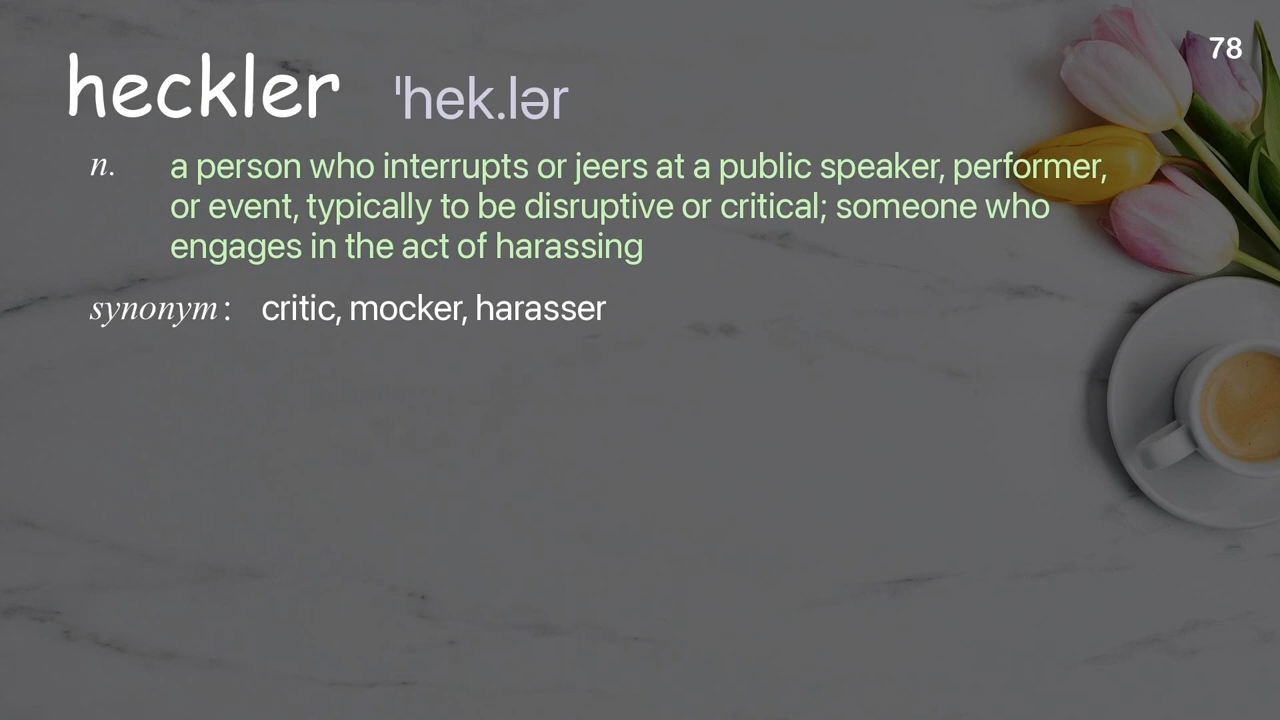 78
heckler ˈhek.lər
n. a person who interrupts or jeers at a public speaker, performer,
or event, typically to be disruptive or critical; someone who
engages in the act of harassing
synonym: critic, mocker, harasser